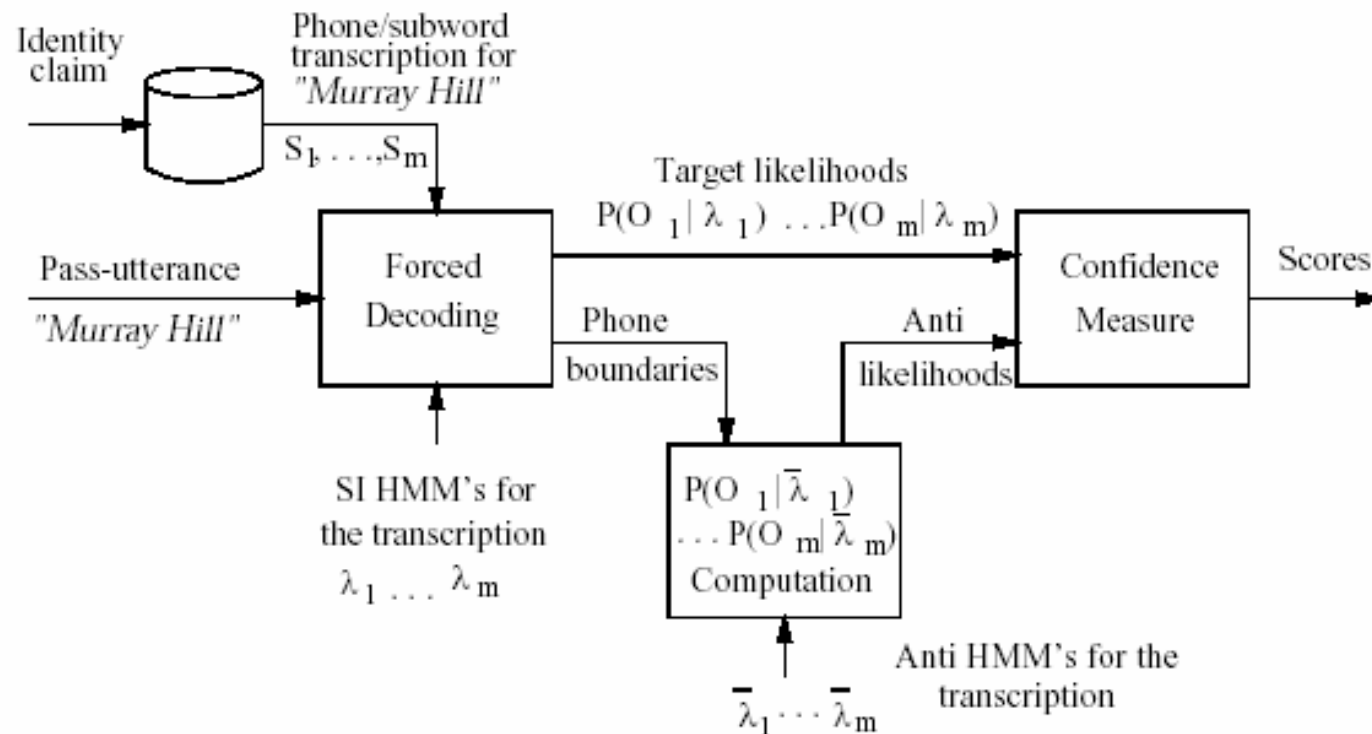 Identity
claim
Phone/subword
transcription for
"Murray Hill"
S₁, . . .,Sₘ
Target likelihoods
P(O ₁| λ ₁) . . .P(O ₘ| λ ₘ)
Pass-utterance
"Murray Hill"
Forced
Decoding
Confidence
Measure
Scores
Phone
boundaries
Anti
likelihoods
SI HMM's for
the transcription
λ ₁ . . . λ ₘ
P(O ₁| λ̄ ₁)
. . . P(O ₘ| λ̄ ₘ)
Computation
Anti HMM's for the
transcription
λ̄ ₁ . . . λ̄ ₘ